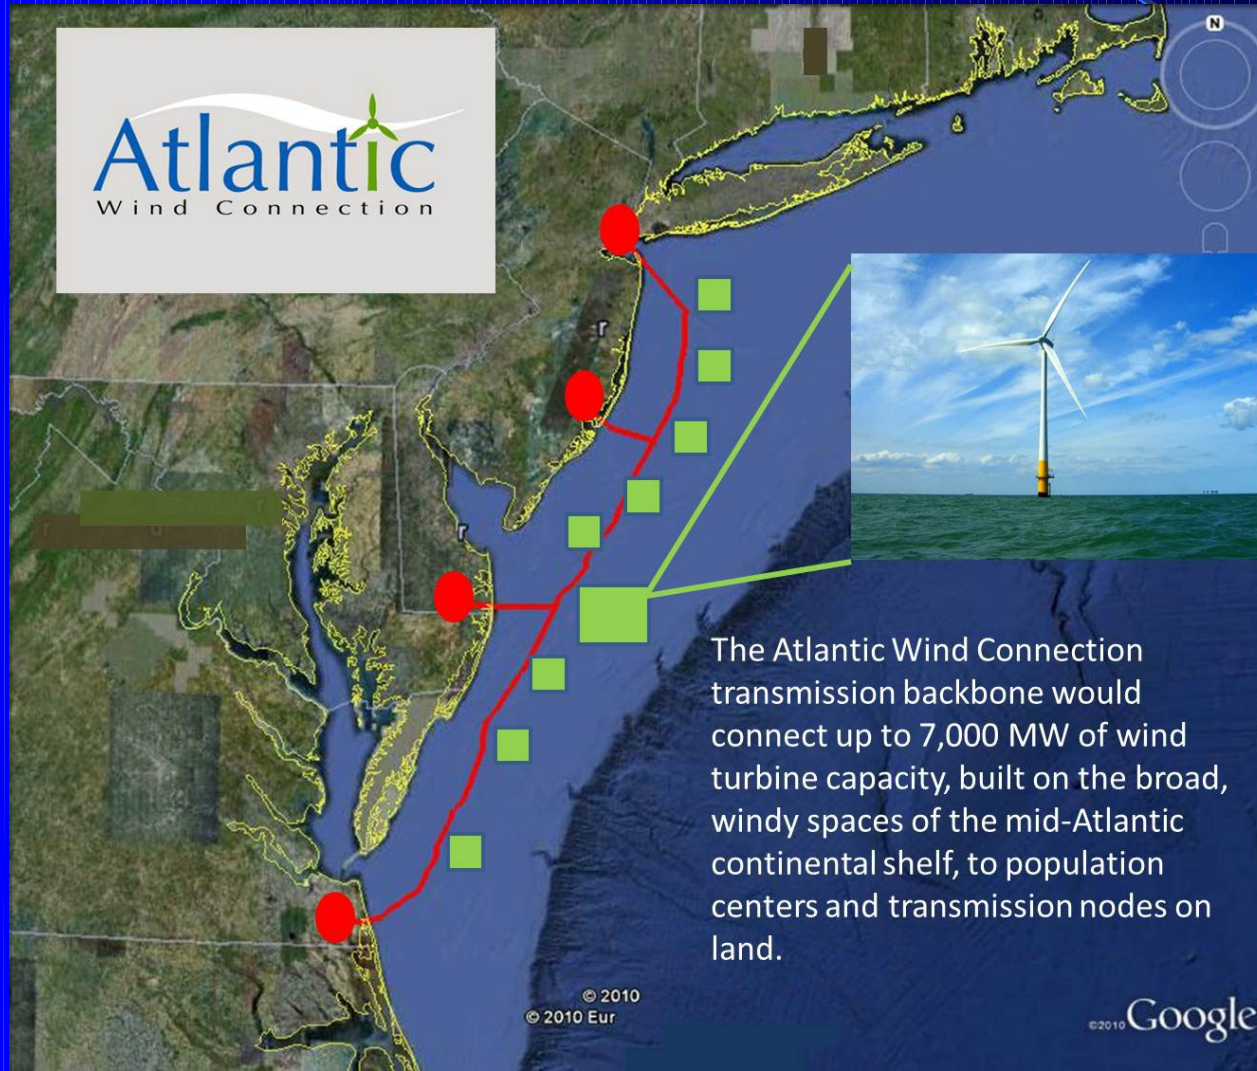 N
Atlantic
Wind Connection
r
r
The Atlantic Wind Connection
transmission backbone would
connect up to 7,000 MW of wind
turbine capacity, built on the broad,
windy spaces of the mid-Atlantic
continental shelf, to population
centers and transmission nodes on
land.
© 2010
© 2010 Eur
©2010 Google